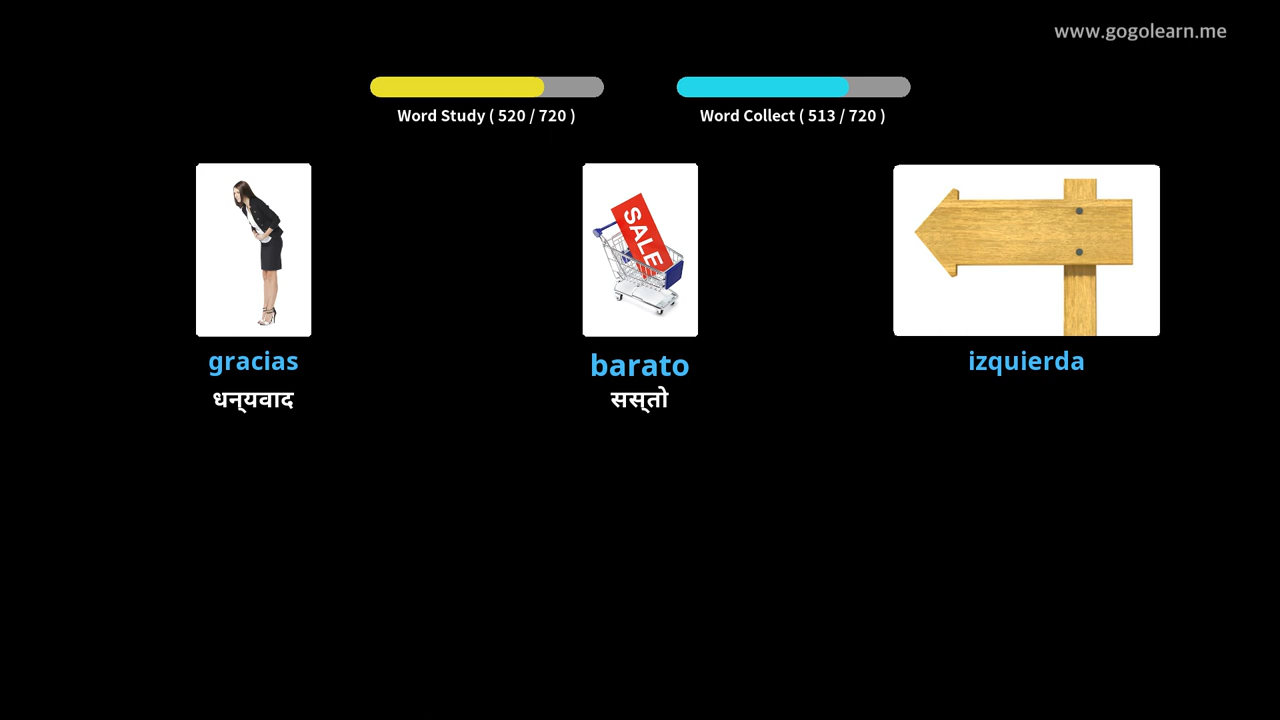 www.gogolearn.me
Word Study ( 520 / 720 )
Word Collect ( 513 / 720 )
SALE
gracias
barato
izquierda
धन्यवाद
सस्तो